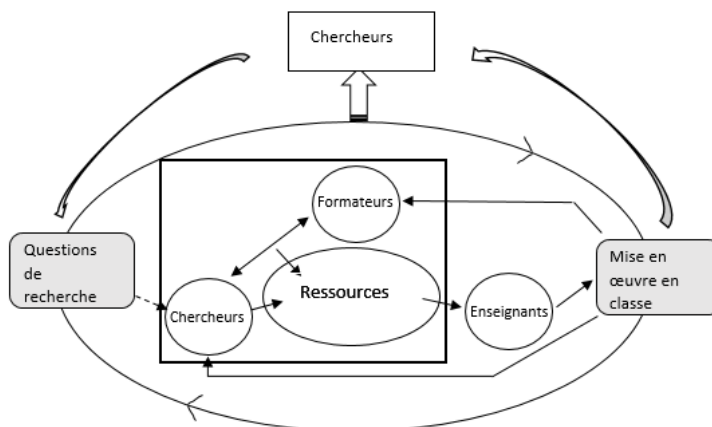 Chercheurs
Formateurs
Questions
de
recherche
Mise en
œuvre en
classe
Ressources
Chercheurs
Enseignants